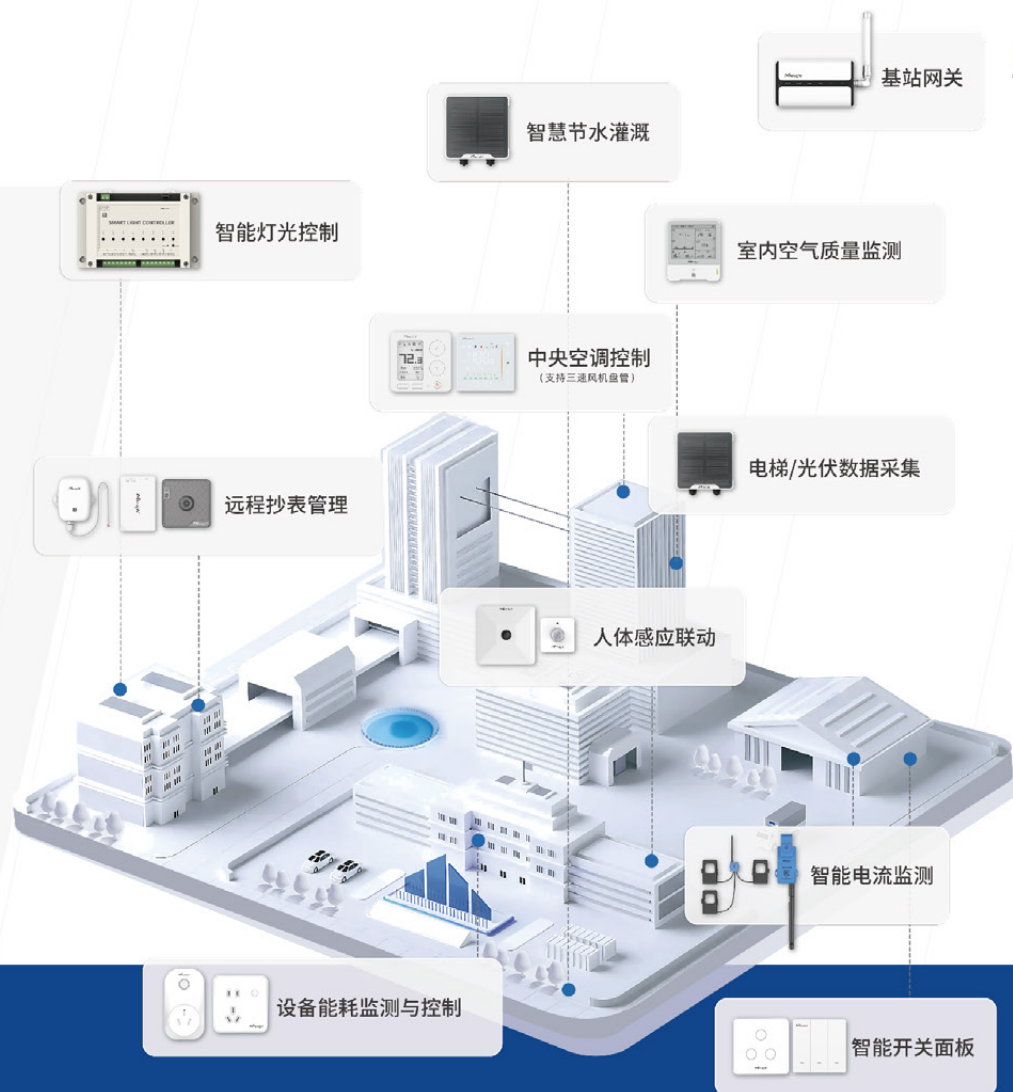 基站网关
智慧节水灌溉
SMART LIGHT CONTROLLER
智能灯光控制
室内空气质量监测
中央空调控制
(支持三速风机盘管)
电梯/光伏数据采集
远程抄表管理
人体感应联动
智能电流监测
设备能耗监测与控制
智能开关面板